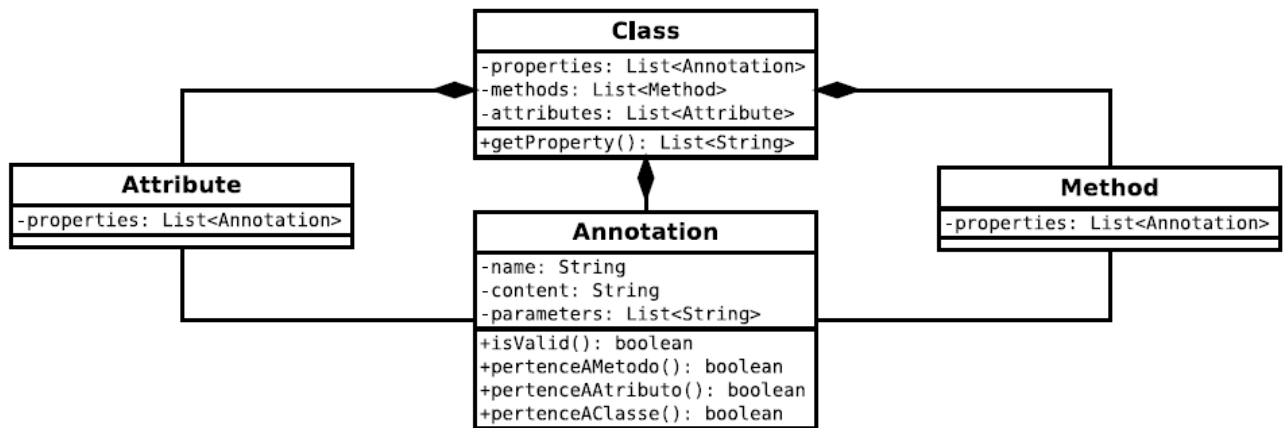 Class
-properties: List<Annotation>
-methods: List<Method>
-attributes: List<Attribute>
+getProperty(): List<String>
Attribute
-properties: List<Annotation>
Method
-properties: List<Annotation>
Annotation
-name: String
-content: String
-parameters: List<String>
+isValid(): boolean
+pertenceAMetodo(): boolean
+pertenceAAtributo(): boolean
+pertenceAClasse(): boolean